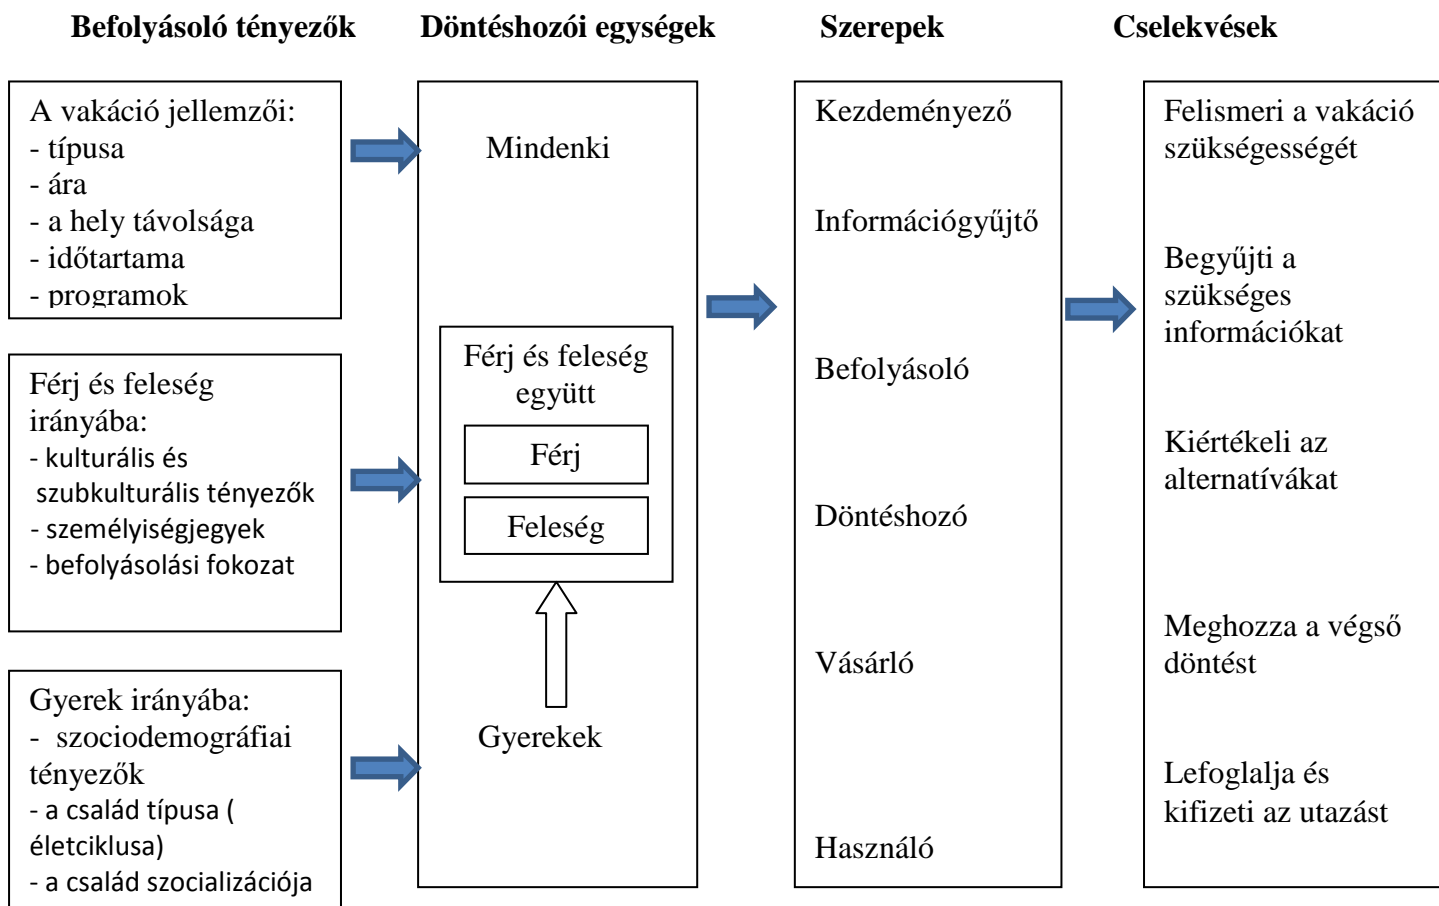 Befolyásoló tényezők
Döntéshozói egységek
Szerepek
Cselekvések
A vakáció jellemzői:
- típusa
- ára
- a hely távolsága
- időtartama
- programok
Férj és feleség
irányába:
- kulturális és
szubkulturális tényezők
- személyiségjegyek
- befolyásolási fokozat
Gyerek irányába:
- szociodemográfiai
tényezők
- a család típusa (
életciklusa)
- a család szocializációja
Mindenki
Férj és feleség
együtt
Férj
Feleség
Gyerekek
Kezdeményező
Információgyűjtő
Befolyásoló
Döntéshozó
Vásárló
Használó
Felismeri a vakáció
szükségességét
Begyűjti a
szükséges
információkat
Kiértékeli az
alternatívákat
Meghozza a végső
döntést
Lefoglalja és
kifizeti az utazást